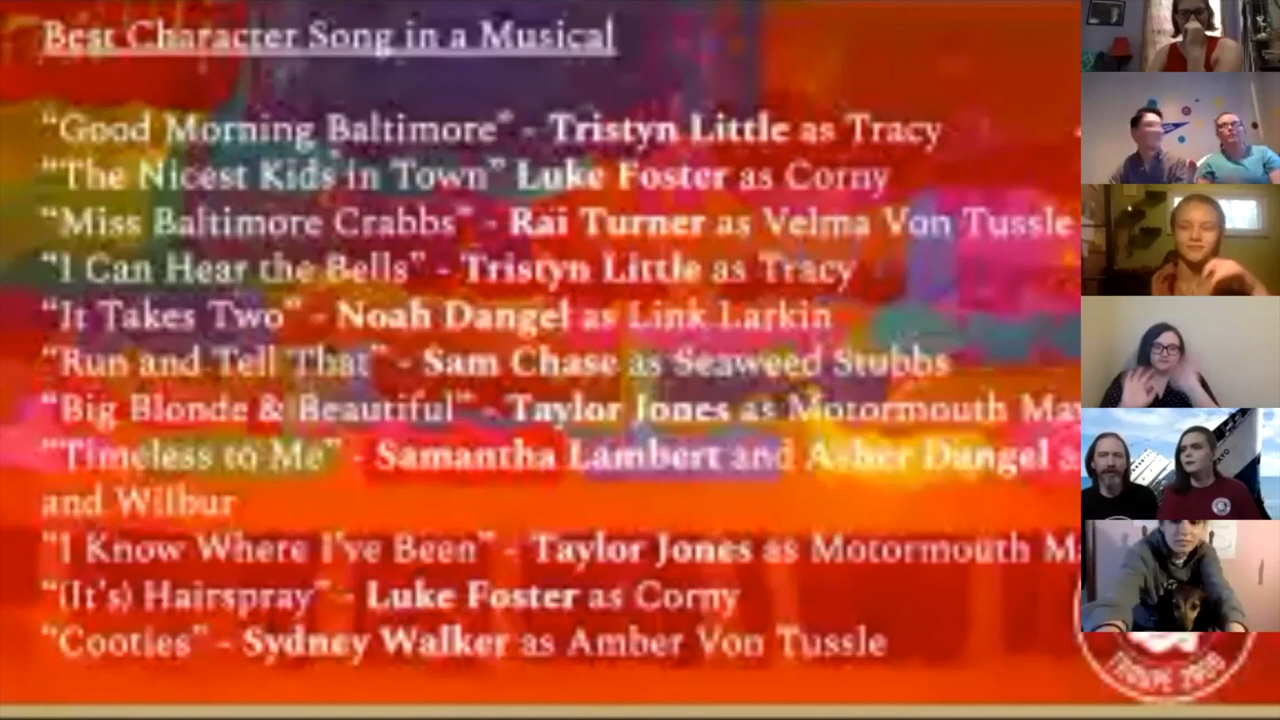 Best Character Song in a Musical
“Good Morning Baltimore” - Tristyn Little as Tracy
“The Nicest Kids in Town” Luke Foster as Corny
“Miss Baltimore Crabbs” - Rai Turner as Velma Von Tussle
“I Can Hear the Bells” - Tristyn Little as Tracy
“It Takes Two” - Noah Dangel as Link Larkin
“Run and Tell That” - Sam Chase as Seaweed Stubbs
“Big Blonde & Beautiful” - Taylor Jones as Motormouth
“Timeless to Me” - Samantha Lambert and Asher Dangel
and Wilbur
“I Know Where I've Been” - Taylor Jones as Motormouth
“(It's) Hairspray” - Luke Foster as Corny
“Cooties” - Sydney Walker as Amber Von Tussle
TROUPE